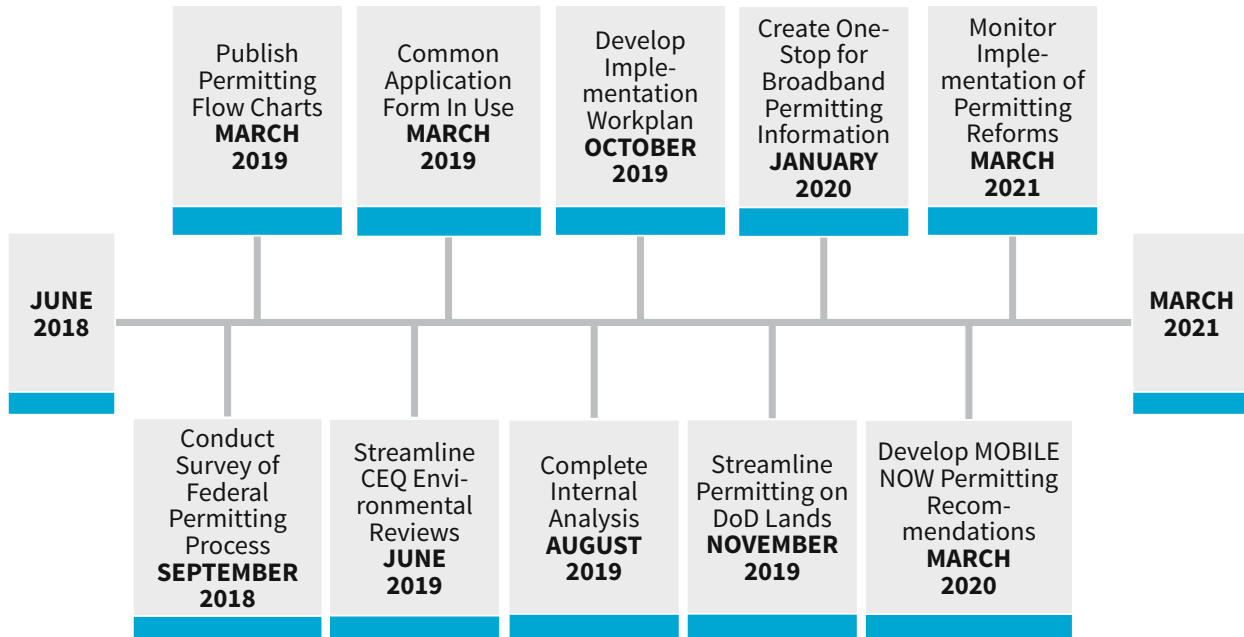 Publish
Permitting
Flow Charts
MARCH
2019
Common
Application
Form In Use
MARCH
2019
Develop
Imple-
mentation
Workplan
OCTOBER
2019
Create One-
Stop for
Broadband
Permitting
Information
JANUARY
2020
Monitor
Imple-
mentation of
Permitting
Reforms
MARCH
2021
JUNE
2018
MARCH
2021
Conduct
Survey of
Federal
Permitting
Process
SEPTEMBER
2018
Streamline
CEQ Envi-
ronmental
Reviews
JUNE
2019
Complete
Internal
Analysis
AUGUST
2019
Streamline
Permitting on
DoD Lands
NOVEMBER
2019
Develop MOBILE
NOW Permitting
Recom-
mendations
MARCH
2020